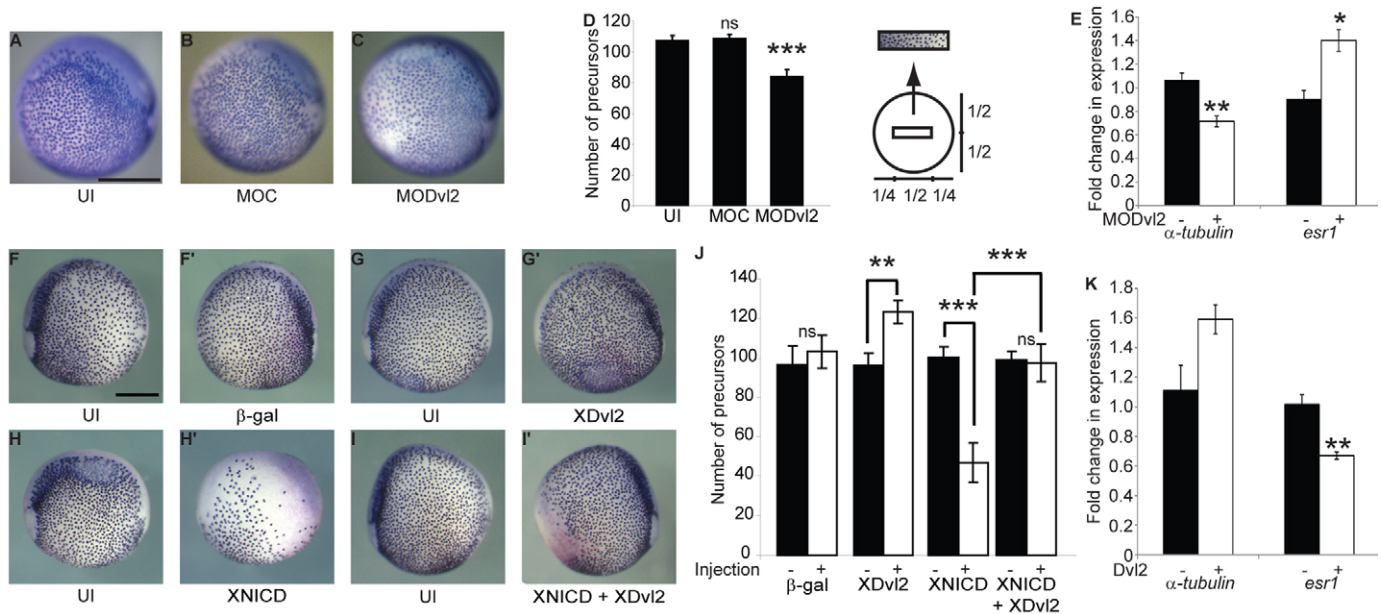 A
B
C
UI
MOC
MODvl2
D
Number of precursors
120
100
80
60
40
20
0
ns
***
UI MOC MODvl2
1/2
1/2
1/4 1/2 1/4
E
Fold change in expression
1.6
1.4
1.2
1.0
0.8
0.6
0.4
0.2
0
**
*
MODvl2 - + - +
α-tubulin esr1
F
F'
G
G'
UI
β-gal
UI
XDvl2
H
H'
I
I'
UI
XNICD
UI
XNICD + XDvl2
J
Number of precursors
140
120
100
80
60
40
20
0
ns
**
***
***
ns
Injection - + - + - + - +
β-gal XDvl2 XNICD XNICD
+ XDvl2
K
Fold change in expression
1.8
1.6
1.4
1.2
1.0
0.8
0.6
0.4
0.2
0
**
Dvl2 - + - +
α-tubulin esr1